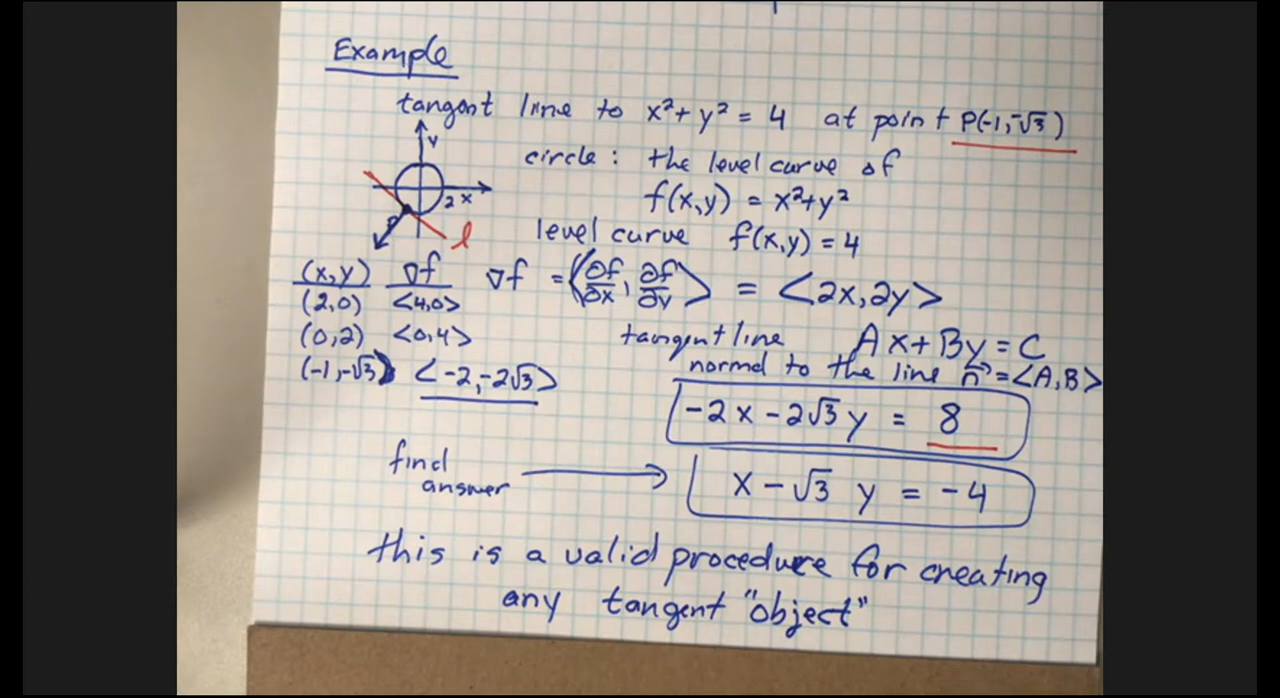 Example
tangent line to x²+ y² = 4 at point P(-1,-√3)
y
circle : the level curve of
2 x
f(x,y) = x²+y²
P
l
level curve f(x,y) = 4
(x,y) ∇f ∇f = <∂f/∂x, ∂f/∂y> = <2x,2y>
(2,0) <4,0>
(0,2) <0,4> tangent line Ax + By = C
(-1,-√3) <-2,-2√3> normal to the line n⃗ = <A,B>
-2x - 2√3 y = 8
find
answer
x - √3 y = -4
this is a valid procedure for creating
any tangent "object"